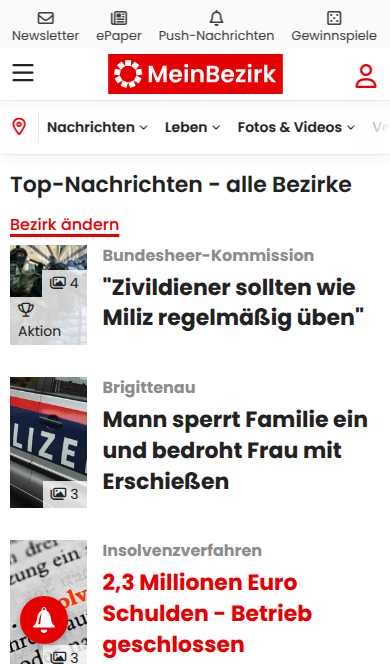 Newsletter ePaper Push-Nachrichten Gewinnspiele
MeinBezirk
Nachrichten Leben Fotos & Videos
Top-Nachrichten - alle Bezirke
Bezirk ändern
4
Aktion
Bundesheer-Kommission
"Zivildiener sollten wie
Miliz regelmäßig üben"
LIZE
3
Brigittenau
Mann sperrt Familie ein
und bedroht Frau mit
Erschießen
3
Insolvenzverfahren
2,3 Millionen Euro
Schulden - Betrieb
geschlossen